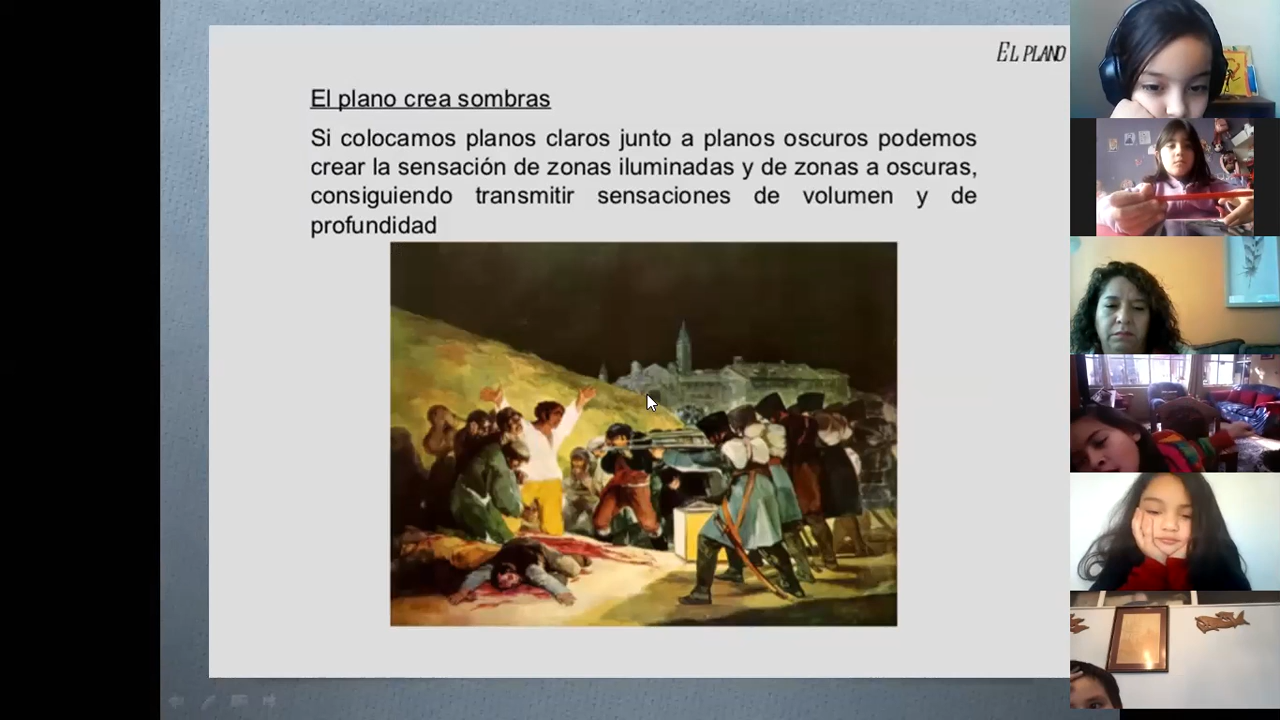 EL PLANO
El plano crea sombras
Si colocamos planos claros junto a planos oscuros podemos
crear la sensación de zonas iluminadas y de zonas a oscuras,
consiguiendo transmitir sensaciones de volumen y de
profundidad